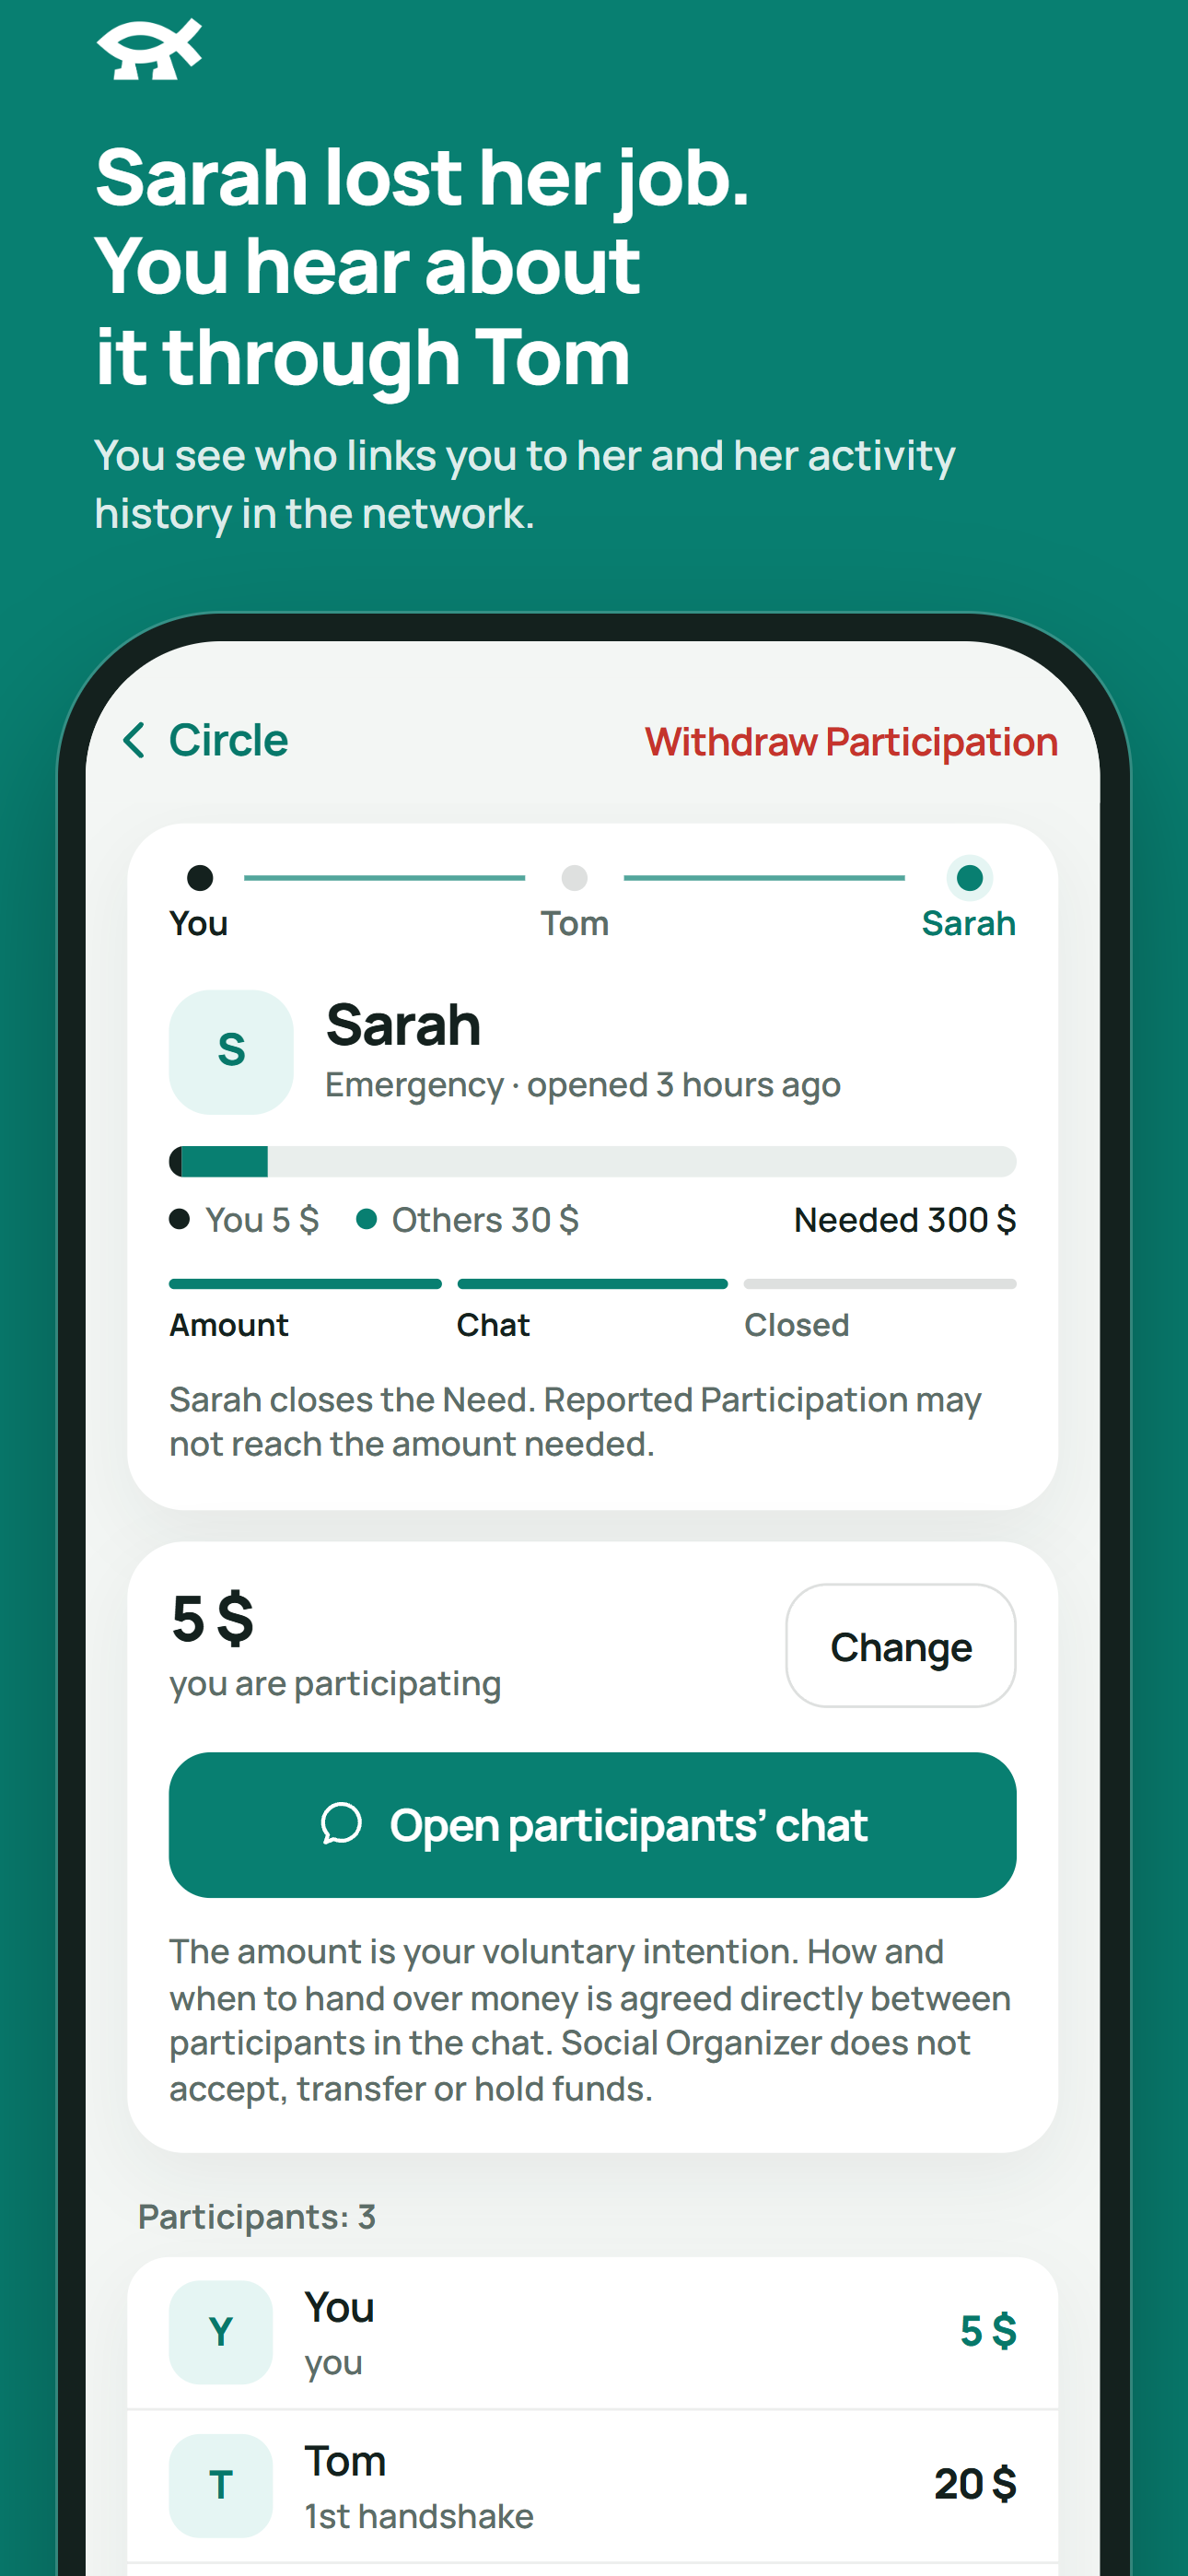 Sarah lost her job.
You hear about
it through Tom
You see who links you to her and her activity
history in the network.
Circle
Withdraw Participation
You
Tom
Sarah
S
Sarah
Emergency · opened 3 hours ago
You 5 $
Others 30 $
Needed 300 $
Amount
Chat
Closed
Sarah closes the Need. Reported Participation may
not reach the amount needed.
5 $
you are participating
Change
Open participants’ chat
The amount is your voluntary intention. How and
when to hand over money is agreed directly between
participants in the chat. Social Organizer does not
accept, transfer or hold funds.
Participants: 3
Y
You
you
5 $
T
Tom
1st handshake
20 $